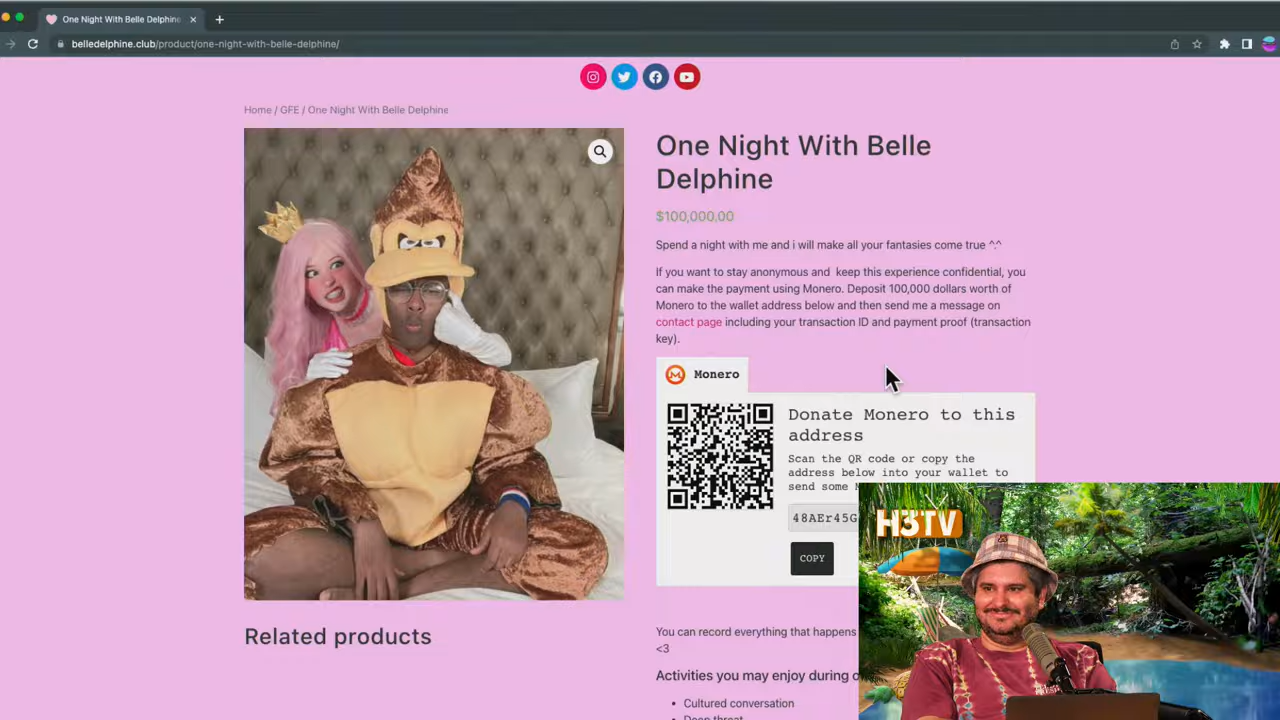 One Night With Belle Delphine
belledelphine.club/product/one-night-with-belle-delphine/
Home / GFE / One Night With Belle Delphine
One Night With Belle
Delphine
$100,000.00
Spend a night with me and i will make all your fantasies come true ^.^
If you want to stay anonymous and keep this experience confidential, you
can make the payment using Monero. Deposit 100,000 dollars worth of
Monero to the wallet address below and then send me a message on
contact page including your transaction ID and payment proof (transaction
key).
Monero
Donate Monero to this
address
Scan the QR code or copy the
address below into your wallet to
send some
48AEr45G
COPY
H3TV
Related products
You can record everything that happens
<3
Activities you may enjoy during
Cultured conversation
Deep threat